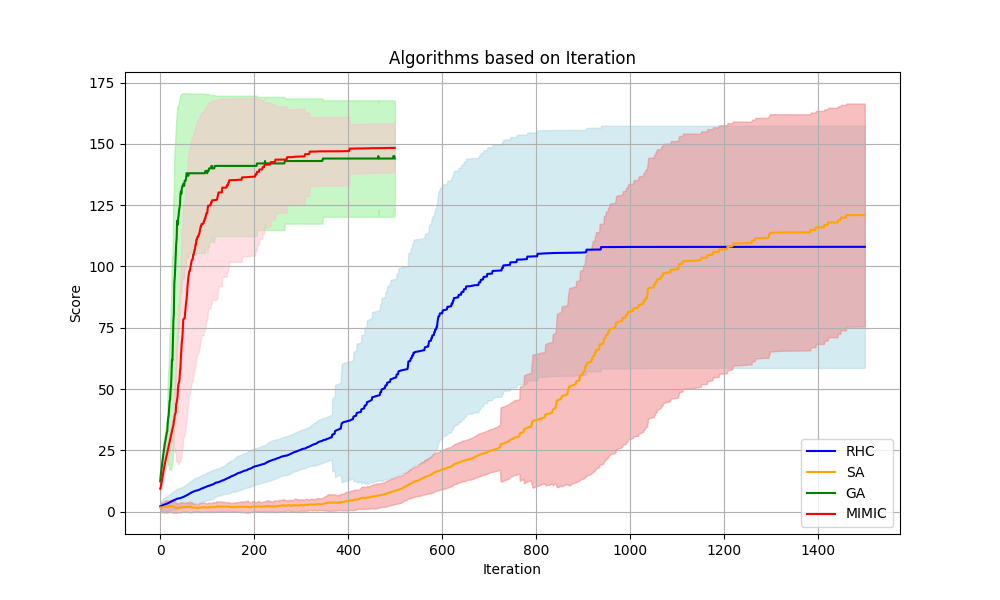 Algorithms based on Iteration
175
150
125
100
75
50
25
0
Score
0 200 400 600 800 1000 1200 1400
Iteration
RHC
SA
GA
MIMIC